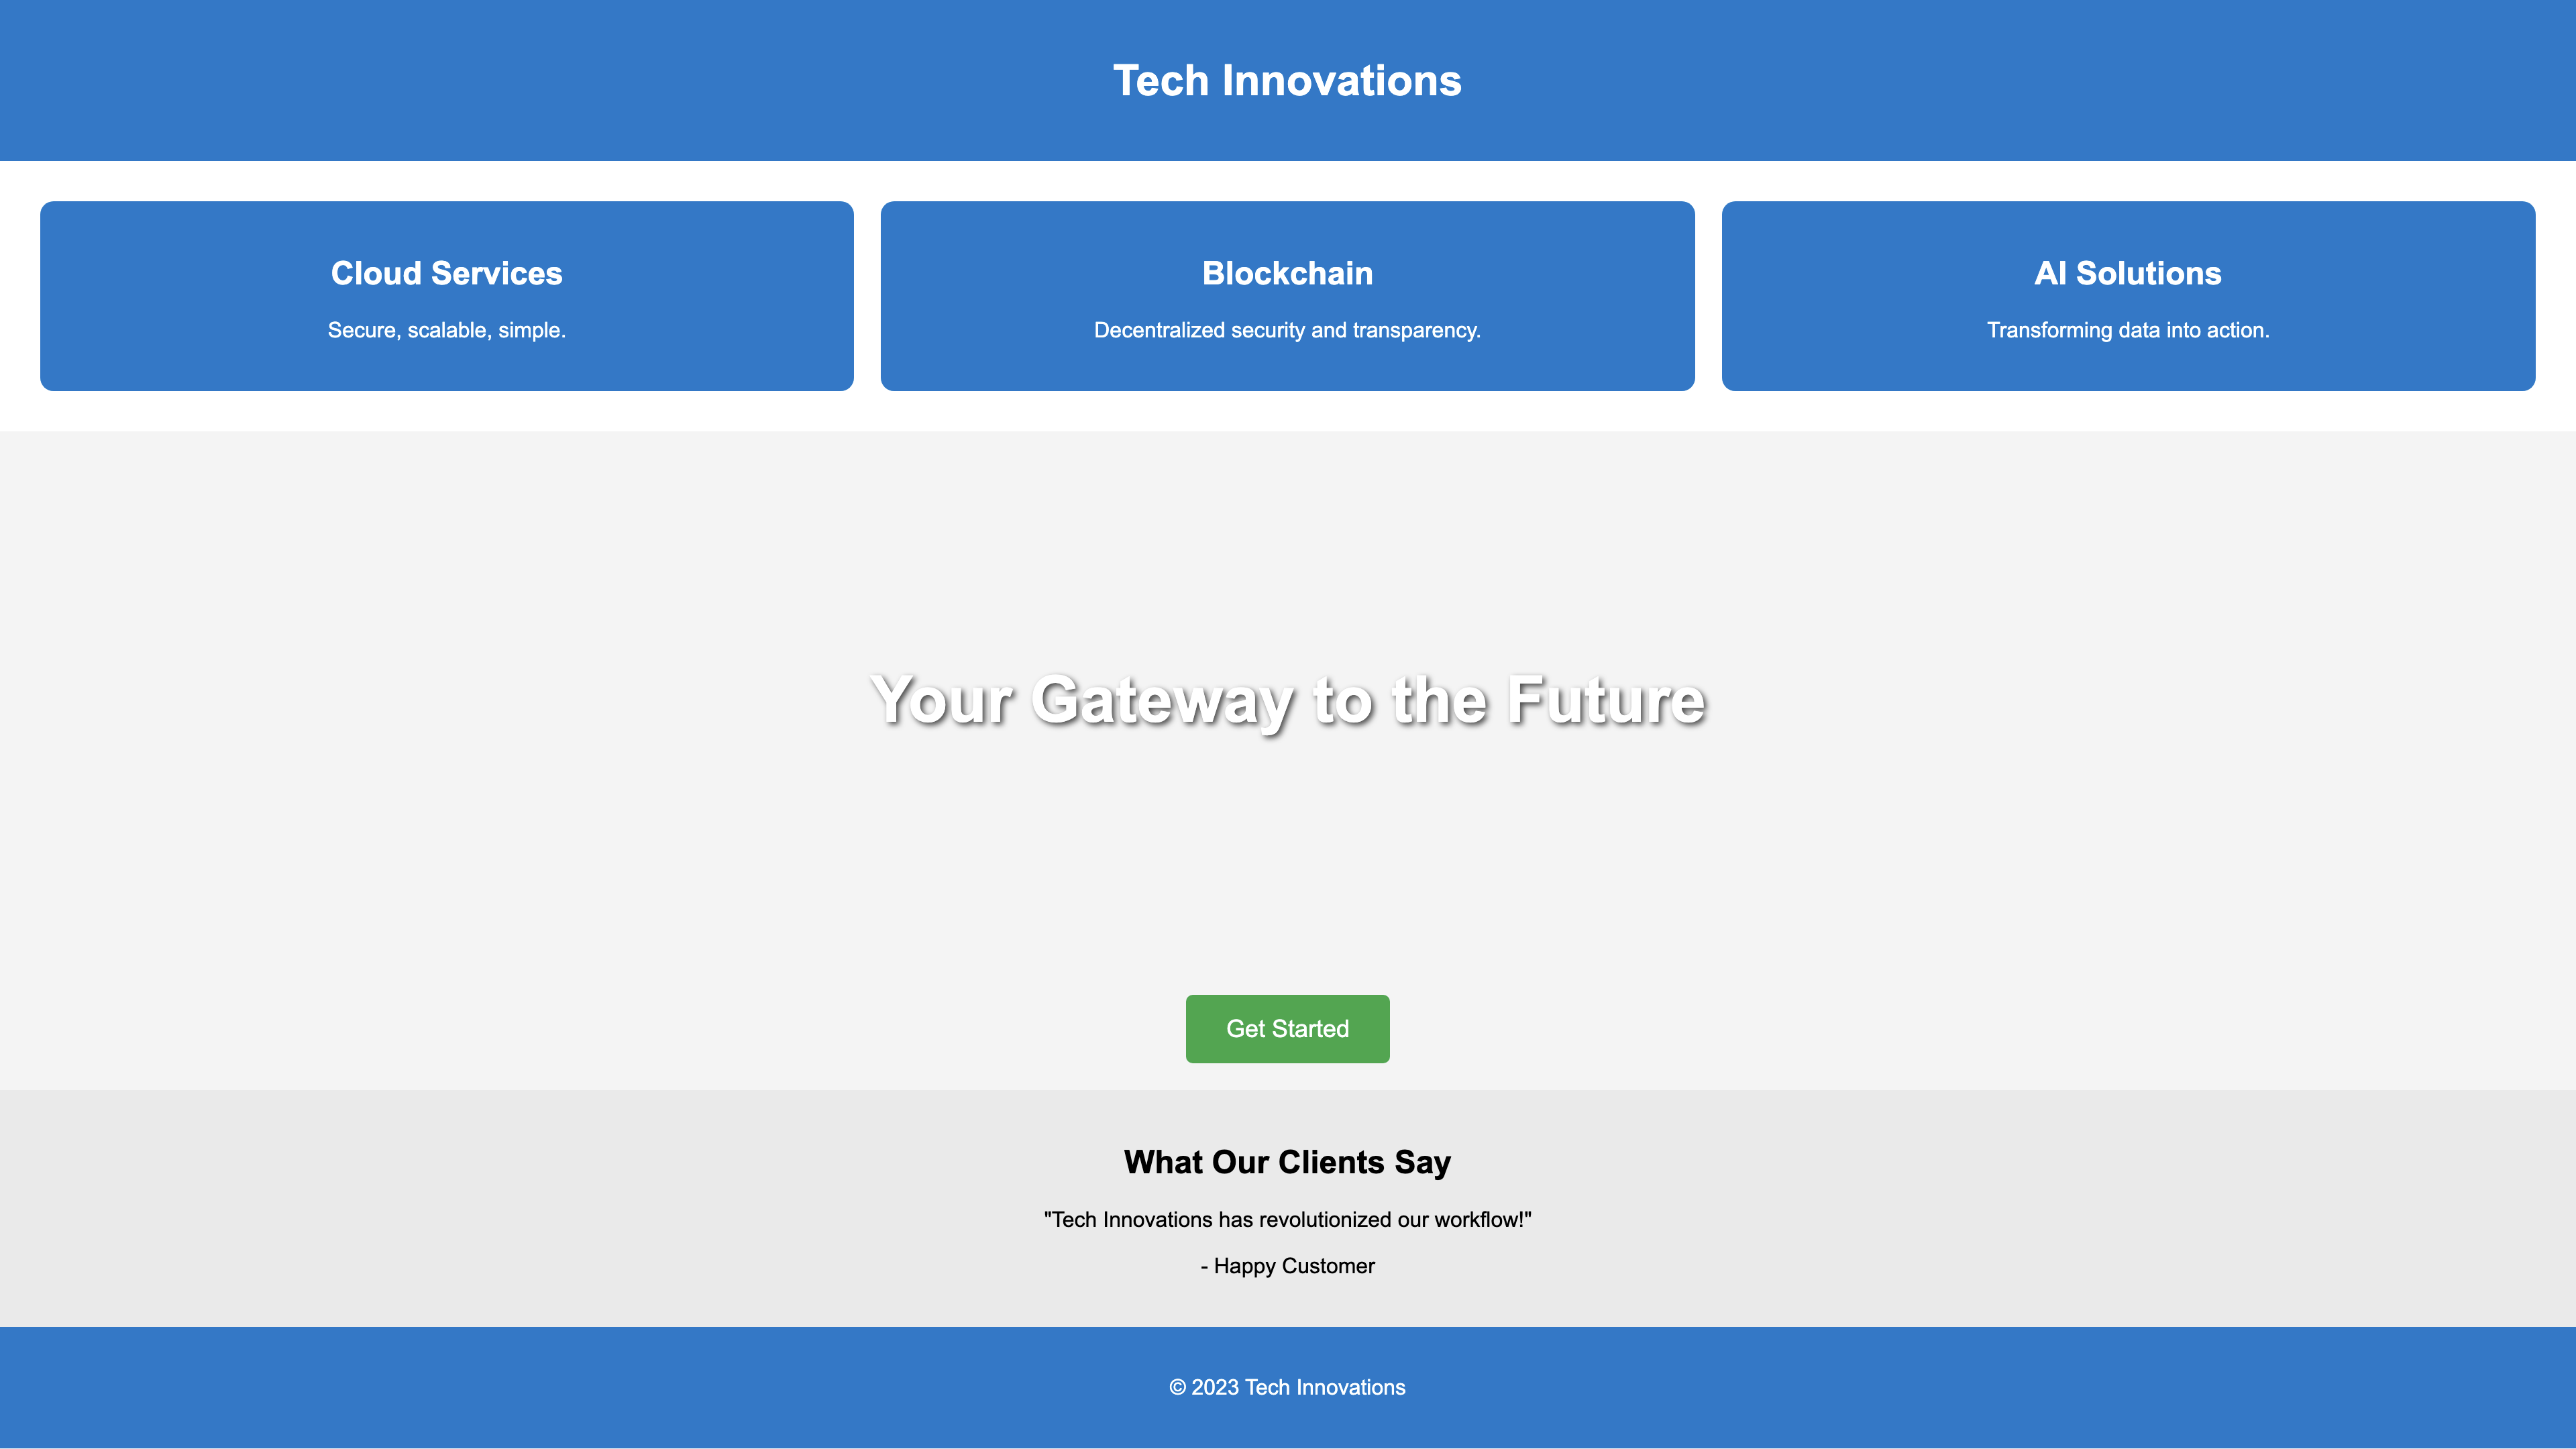 Tech Innovations
Cloud Services
Secure, scalable, simple.
Blockchain
Decentralized security and transparency.
AI Solutions
Transforming data into action.
Your Gateway to the Future
Get Started
What Our Clients Say
"Tech Innovations has revolutionized our workflow!"
- Happy Customer
© 2023 Tech Innovations